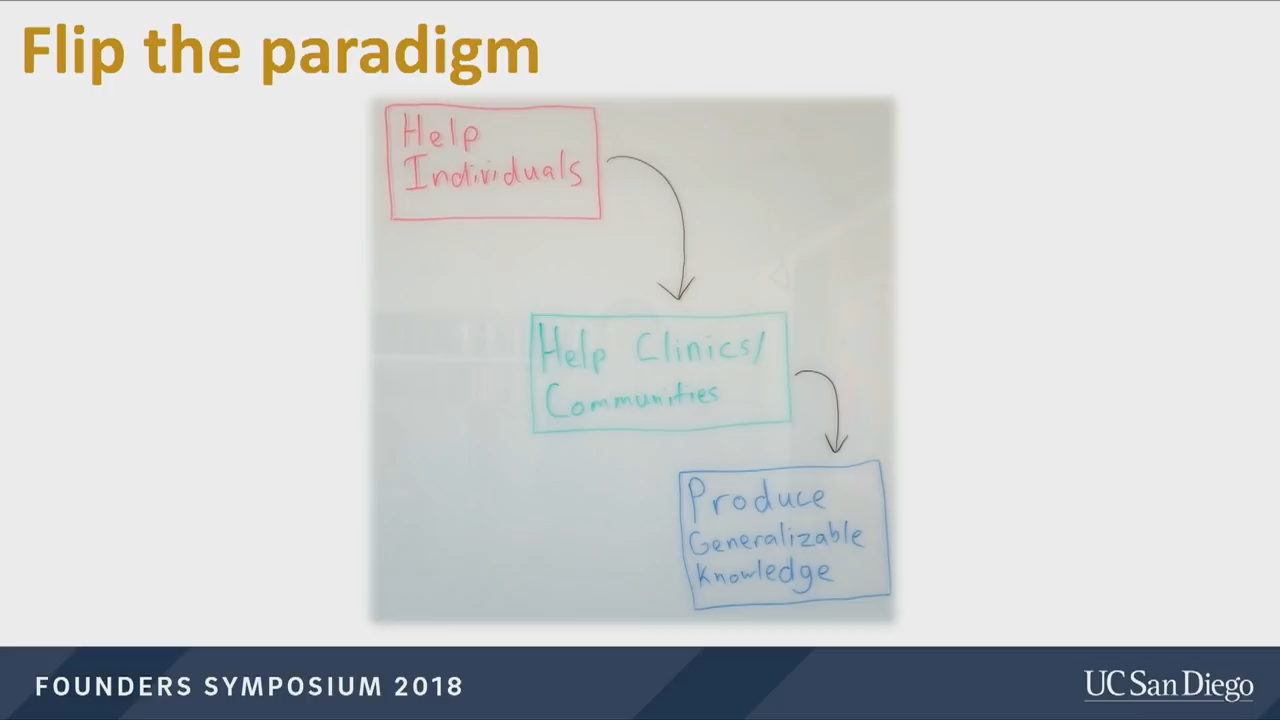 Flip the paradigm
Help
Individuals
Help Clinics/
Communities
Produce
Generalizable
Knowledge
FOUNDERS SYMPOSIUM 2018
UC San Diego